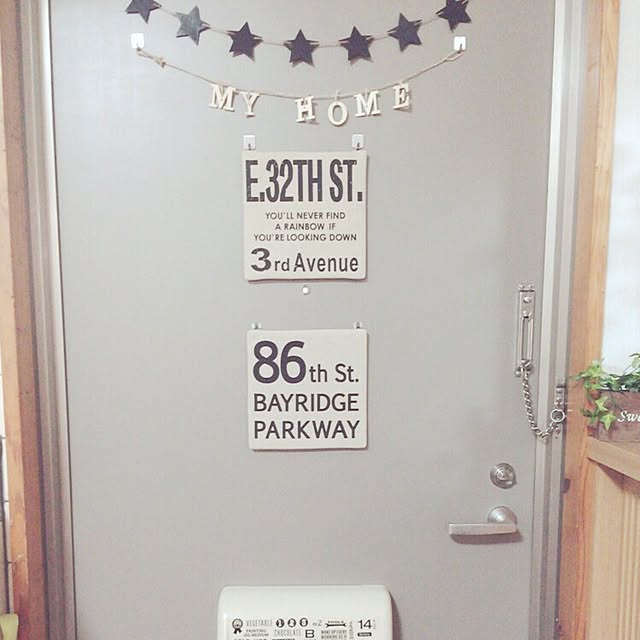 MY HOME
E.32TH ST.
YOU'LL NEVER FIND
A RAINBOW IF
YOU'RE LOOKING DOWN
3rd Avenue
86th St.
BAYRIDGE
PARKWAY
Sw
VEGETABLE
CHOCOLATE B
14